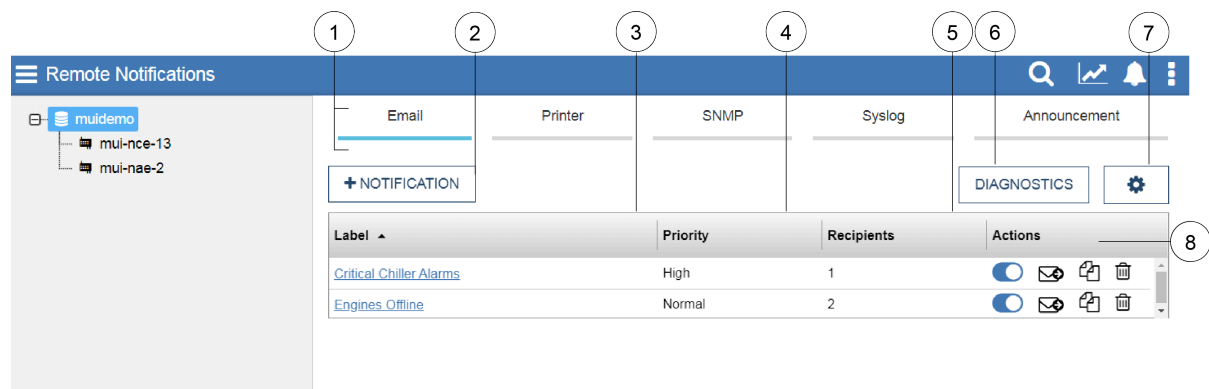 1 2 3 4 5 6 7
Remote Notifications
muidemo
mui-nce-13
mui-nae-2
Email Printer SNMP Syslog Announcement
+ NOTIFICATION DIAGNOSTICS
Label Priority Recipients Actions 8
Critical Chiller Alarms High 1
Engines Offline Normal 2